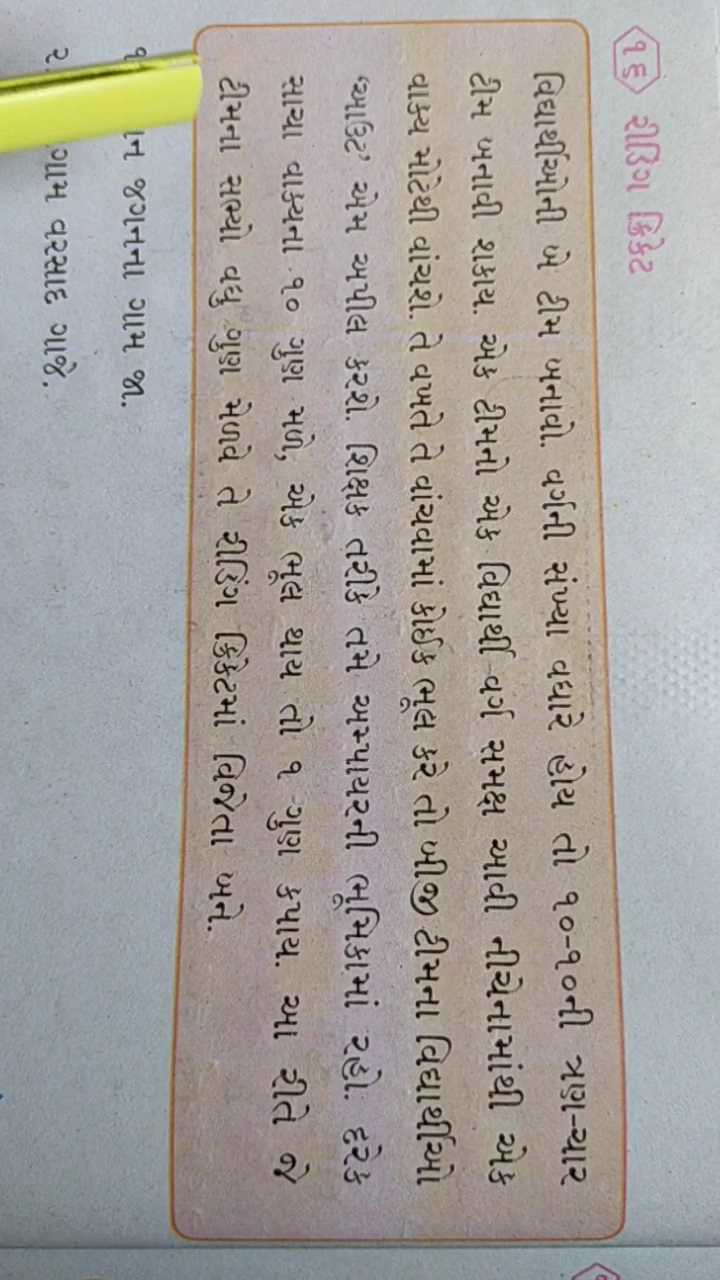 ૧૬ રીડિંગ ક્રિકેટ
વિદ્યાર્થીઓની બે ટીમ બનાવો. વર્ગની સંખ્યા વધારે હોય તો ૧૦-૧૦ની ત્રણ-ચાર
ટીમ બનાવી શકાય. એક ટીમનો એક વિદ્યાર્થી વર્ગ સમક્ષ આવી નીચેનામાંથી એક
વાક્ય મોટેથી વાંચશે. તે વખતે તે વાંચવામાં કોઈક ભૂલ કરે તો બીજી ટીમના વિદ્યાર્થીઓ
‘આઉટ’ એમ અપીલ કરશે. શિક્ષક તરીકે તમે અમ્પાયરની ભૂમિકામાં રહો. દરેક
સાચા વાક્યના ૧૦ ગુણ મળે, એક ભૂલ થાય તો ૧ ગુણ કપાય. આ રીતે જે
ટીમના સભ્યો વધુ ગુણ મેળવે તે રીડિંગ ક્રિકેટમાં વિજેતા બને.
જગનના ગામ જા.
૨. ગામ વરસાદ ગાજે.